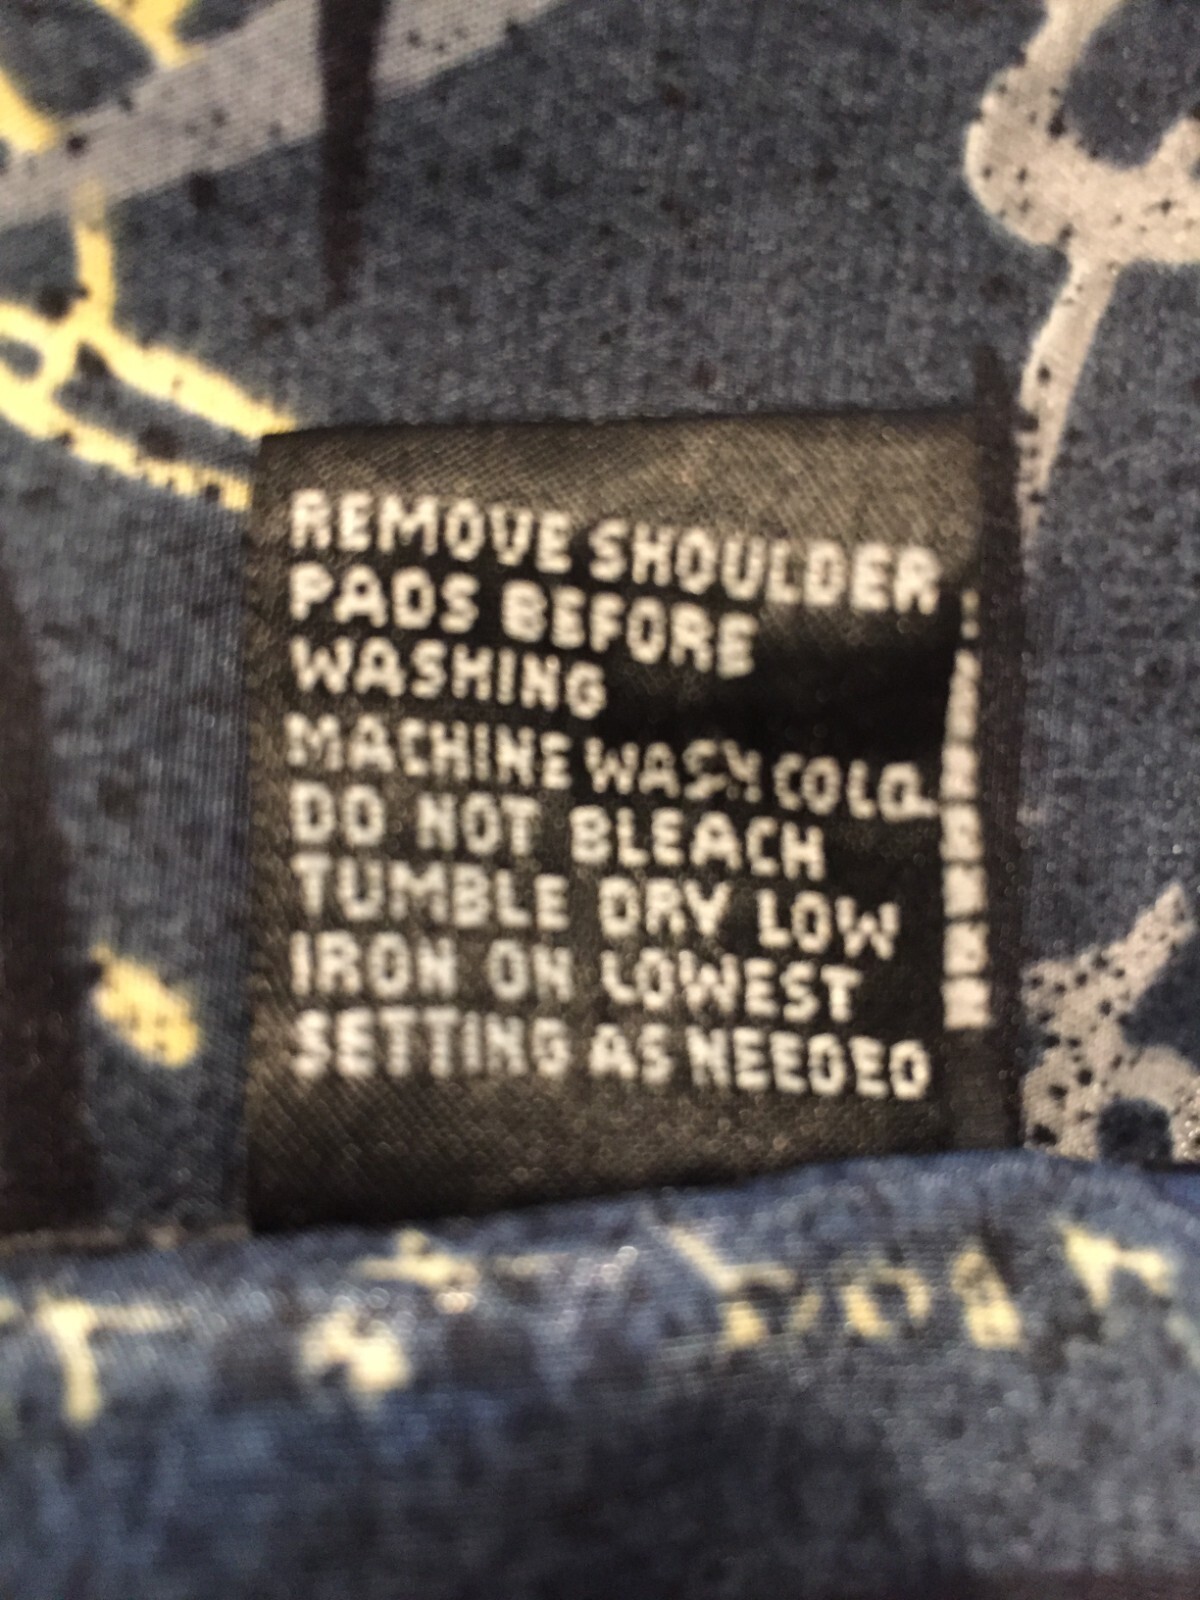 REMOVE SHOULDER
PADS BEFORE
WASHING
MACHINE WASH COLD
DO NOT BLEACH
TUMBLE DRY LOW
IRON ON LOWEST
SETTING AS NEEDED